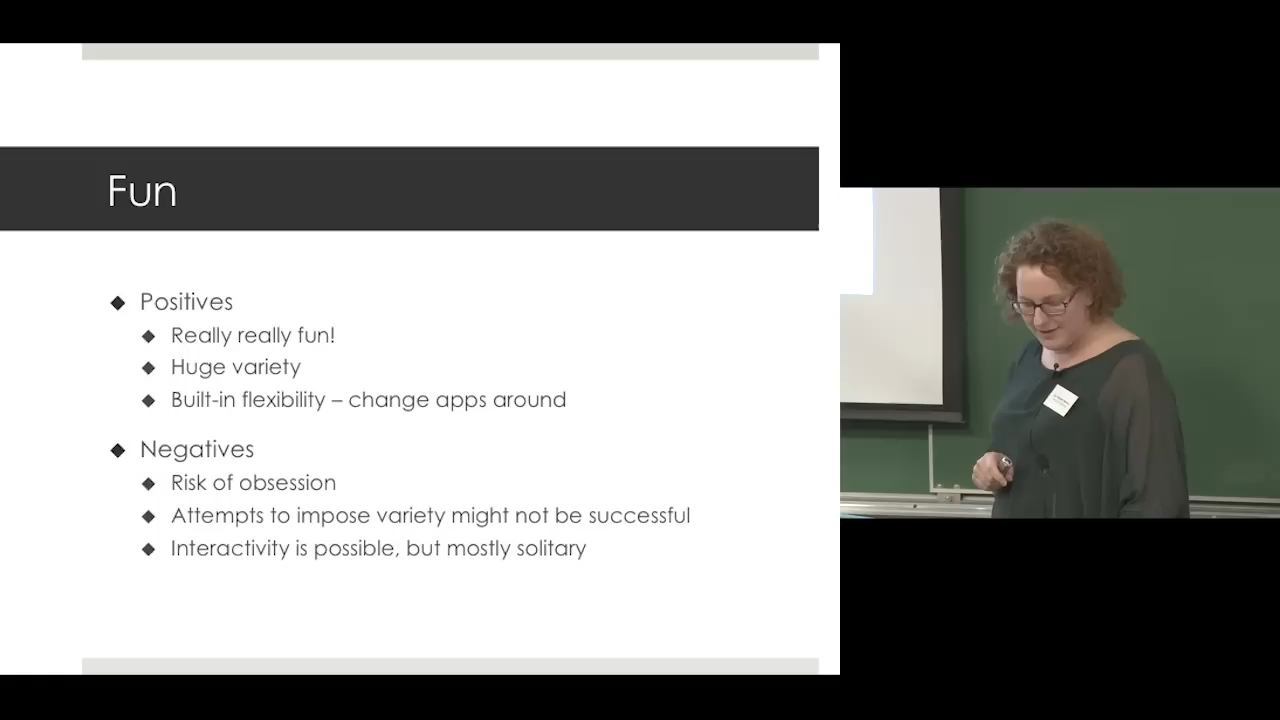 Fun
Positives
Really really fun!
Huge variety
Built-in flexibility – change apps around
Negatives
Risk of obsession
Attempts to impose variety might not be successful
Interactivity is possible, but mostly solitary